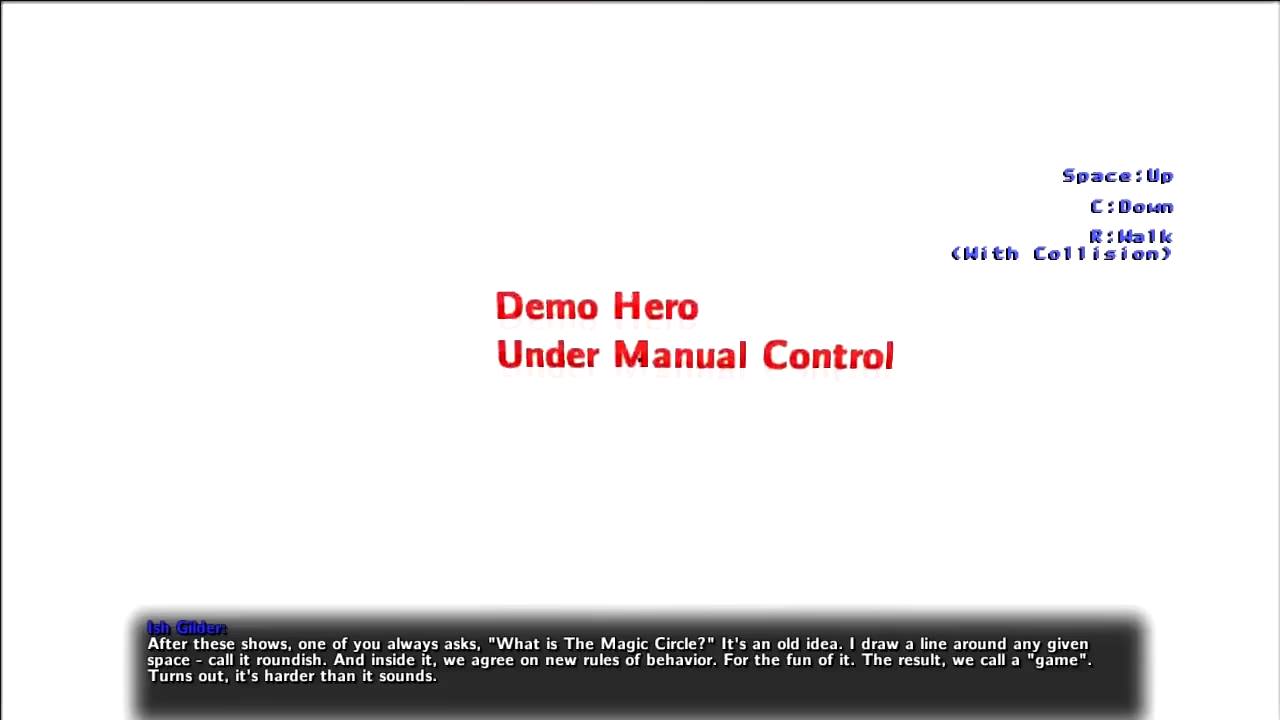 Space:Up
C:Down
R:Walk
(With Collision)
Demo Hero
Under Manual Control
Ish Gilder:
After these shows, one of you always asks, "What is The Magic Circle?" It's an old idea. I draw a line around any given
space - call it roundish. And inside it, we agree on new rules of behavior. For the fun of it. The result, we call a "game".
Turns out, it's harder than it sounds.